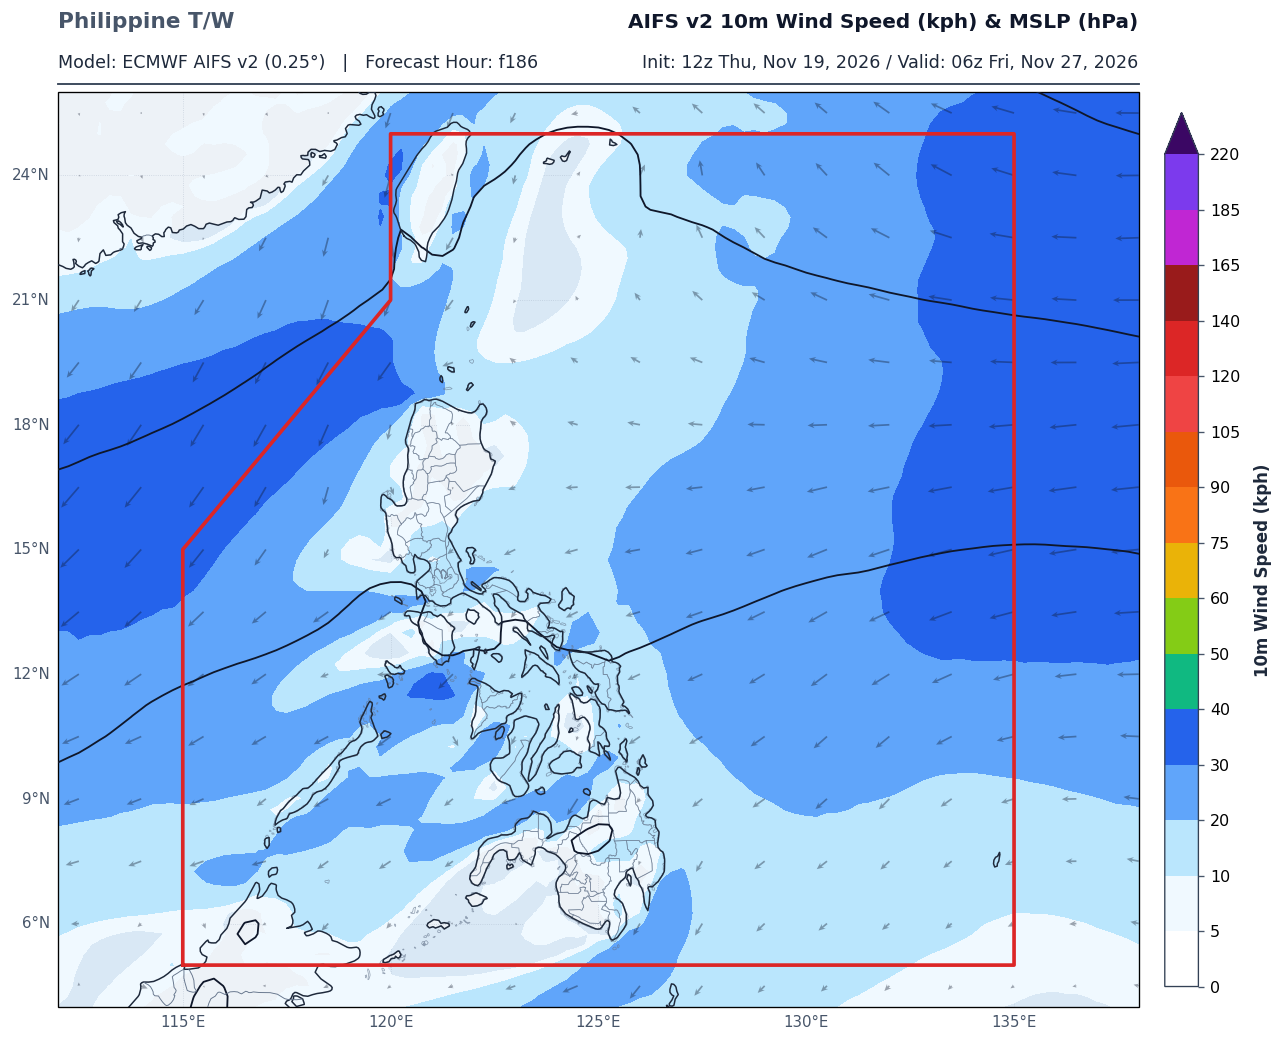 Philippine T/W
AIFS v2 10m Wind Speed (kph) & MSLP (hPa)
Model: ECMWF AIFS v2 (0.25°) | Forecast Hour: f186
Init: 12z Thu, Nov 19, 2026 / Valid: 06z Fri, Nov 27, 2026
24°N
21°N
18°N
15°N
12°N
9°N
6°N
115°E
120°E
125°E
130°E
135°E
220
185
165
140
120
105
90
75
60
50
40
30
20
10
5
0
10m Wind Speed (kph)